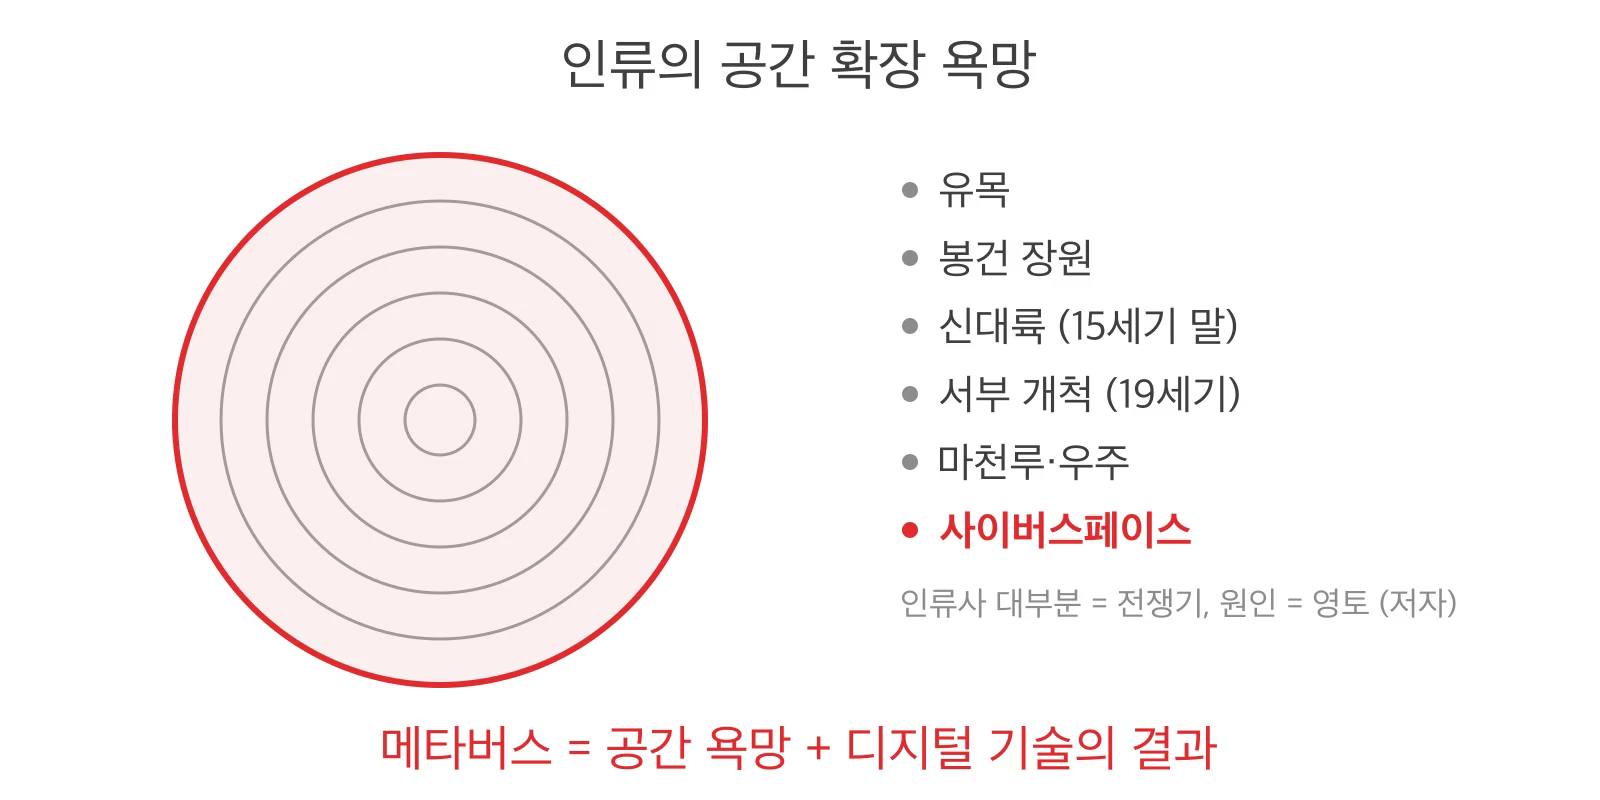 인류의 공간 확장 욕망
유목
봉건 장원
신대륙 (15세기 말)
서부 개척 (19세기)
마천루·우주
사이버스페이스
인류사 대부분 = 전쟁기, 원인 = 영토 (저자)
메타버스 = 공간 욕망 + 디지털 기술의 결과